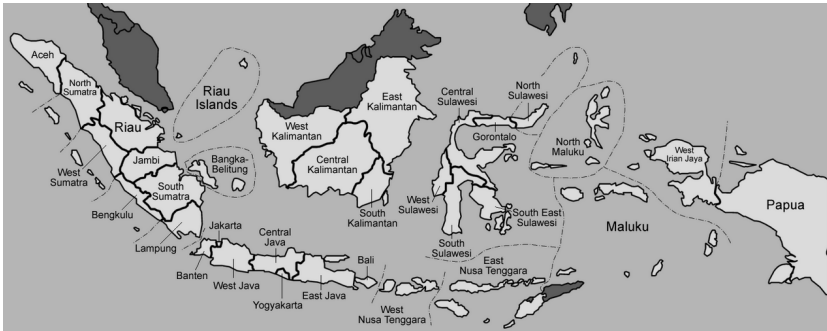 Aceh
North
Sumatra
Riau
Islands
Riau
West
Sumatra
Jambi
Bangka-
Belitung
South
Sumatra
Bengkulu
Lampung
West
Kalimantan
East
Kalimantan
Central
Kalimantan
South
Kalimantan
Central
Sulawesi
North
Sulawesi
Gorontalo
West
Sulawesi
South East
Sulawesi
South
Sulawesi
North
Maluku
Maluku
West
Irian Jaya
Papua
Jakarta
Banten
West Java
Central
Java
Yogyakarta
East Java
Bali
West
Nusa Tenggara
East
Nusa Tenggara